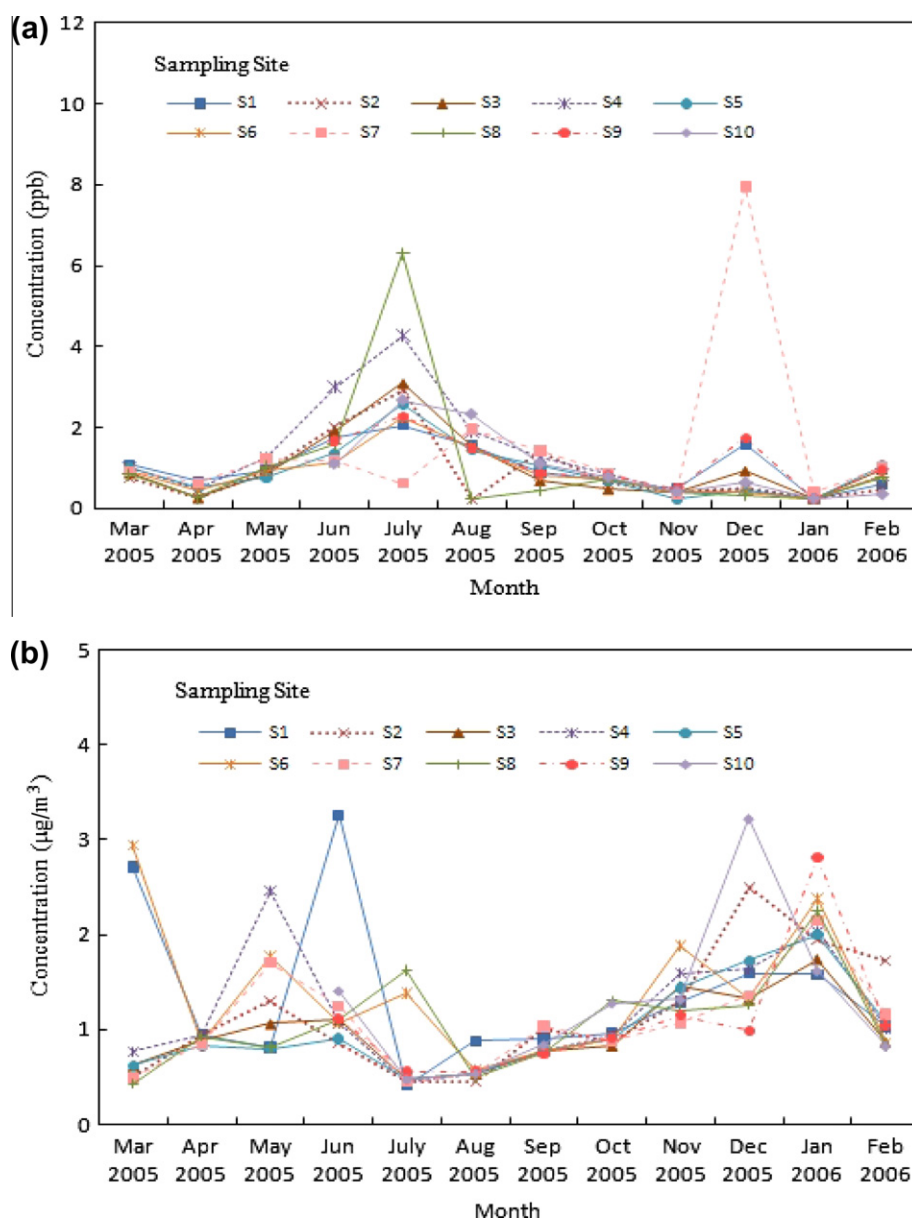 (a)
12
10
8
6
4
2
0
Concentration (ppb)
Sampling Site
S1 S2 S3 S4 S5
S6 S7 S8 S9 S10
Mar Apr May Jun July Aug Sep Oct Nov Dec Jan Feb
2005 2005 2005 2005 2005 2005 2005 2005 2005 2005 2006 2006
Month
(b)
5
4
3
2
1
0
Concentration (µg/m³)
Sampling Site
S1 S2 S3 S4 S5
S6 S7 S8 S9 S10
Mar Apr May Jun July Aug Sep Oct Nov Dec Jan Feb
2005 2005 2005 2005 2005 2005 2005 2005 2005 2005 2006 2006
Month